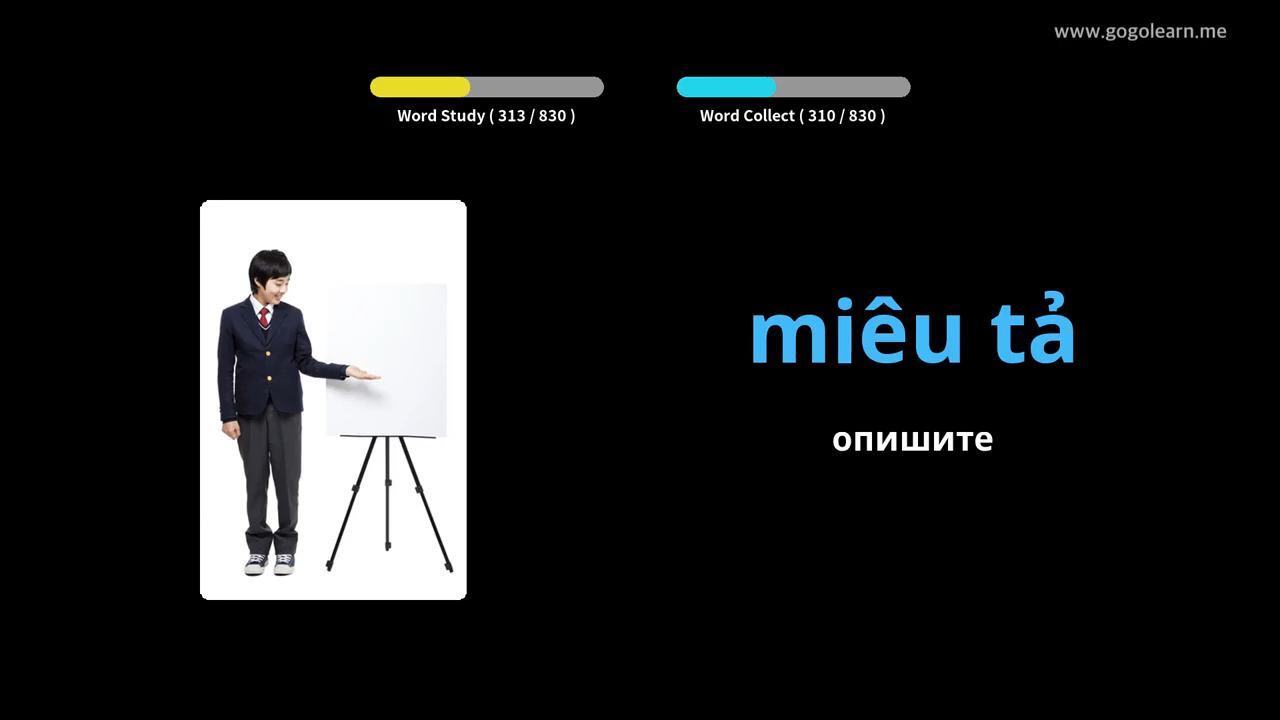 www.gogolearn.me
Word Study ( 313 / 830 )
Word Collect ( 310 / 830 )
miêu tả
опишите